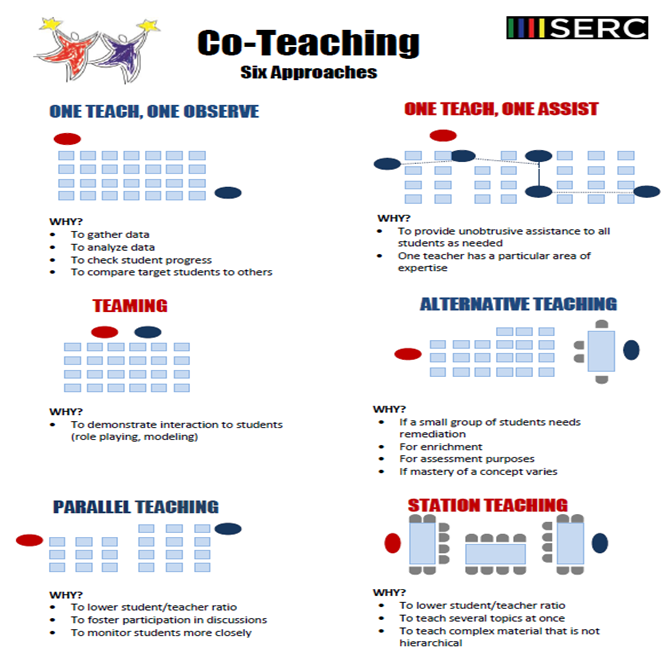 Co-Teaching
SERC
Six Approaches
ONE TEACH, ONE OBSERVE
WHY?
• To gather data
• To analyze data
• To check student progress
• To compare target students to others
ONE TEACH, ONE ASSIST
WHY?
• To provide unobtrusive assistance to all
students as needed
• One teacher has a particular area of
expertise
TEAMING
WHY?
• To demonstrate interaction to students
(role playing, modeling)
ALTERNATIVE TEACHING
WHY?
• If a small group of students needs
remediation
• For enrichment
• For assessment purposes
• If mastery of a concept varies
PARALLEL TEACHING
WHY?
• To lower student/teacher ratio
• To foster participation in discussions
• To monitor students more closely
STATION TEACHING
WHY?
• To lower student/teacher ratio
• To teach several topics at once
• To teach complex material that is not
hierarchical